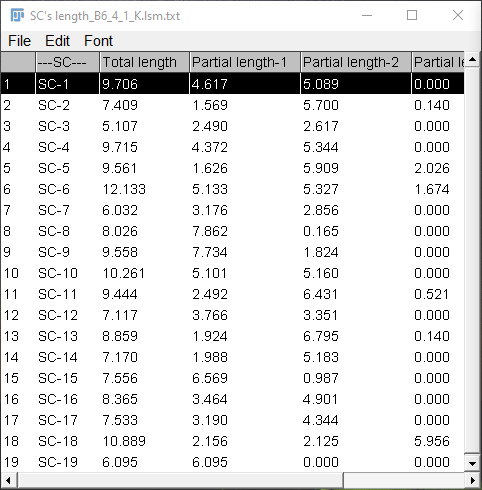 SC's length_B6_4_1_K.lsm.txt
File Edit Font
---SC--- Total length Partial length-1 Partial length-2 Partial
1 SC-1 9.706 4.617 5.089 0.000
2 SC-2 7.409 1.569 5.700 0.140
3 SC-3 5.107 2.490 2.617 0.000
4 SC-4 9.715 4.372 5.344 0.000
5 SC-5 9.561 1.626 5.909 2.026
6 SC-6 12.133 5.133 5.327 1.674
7 SC-7 6.032 3.176 2.856 0.000
8 SC-8 8.026 7.862 0.165 0.000
9 SC-9 9.558 7.734 1.824 0.000
10 SC-10 10.261 5.101 5.160 0.000
11 SC-11 9.444 2.492 6.431 0.521
12 SC-12 7.117 3.766 3.351 0.000
13 SC-13 8.859 1.924 6.795 0.140
14 SC-14 7.170 1.988 5.183 0.000
15 SC-15 7.556 6.569 0.987 0.000
16 SC-16 8.365 3.464 4.901 0.000
17 SC-17 7.533 3.190 4.344 0.000
18 SC-18 10.889 2.156 2.125 5.956
19 SC-19 6.095 6.095 0.000 0.000